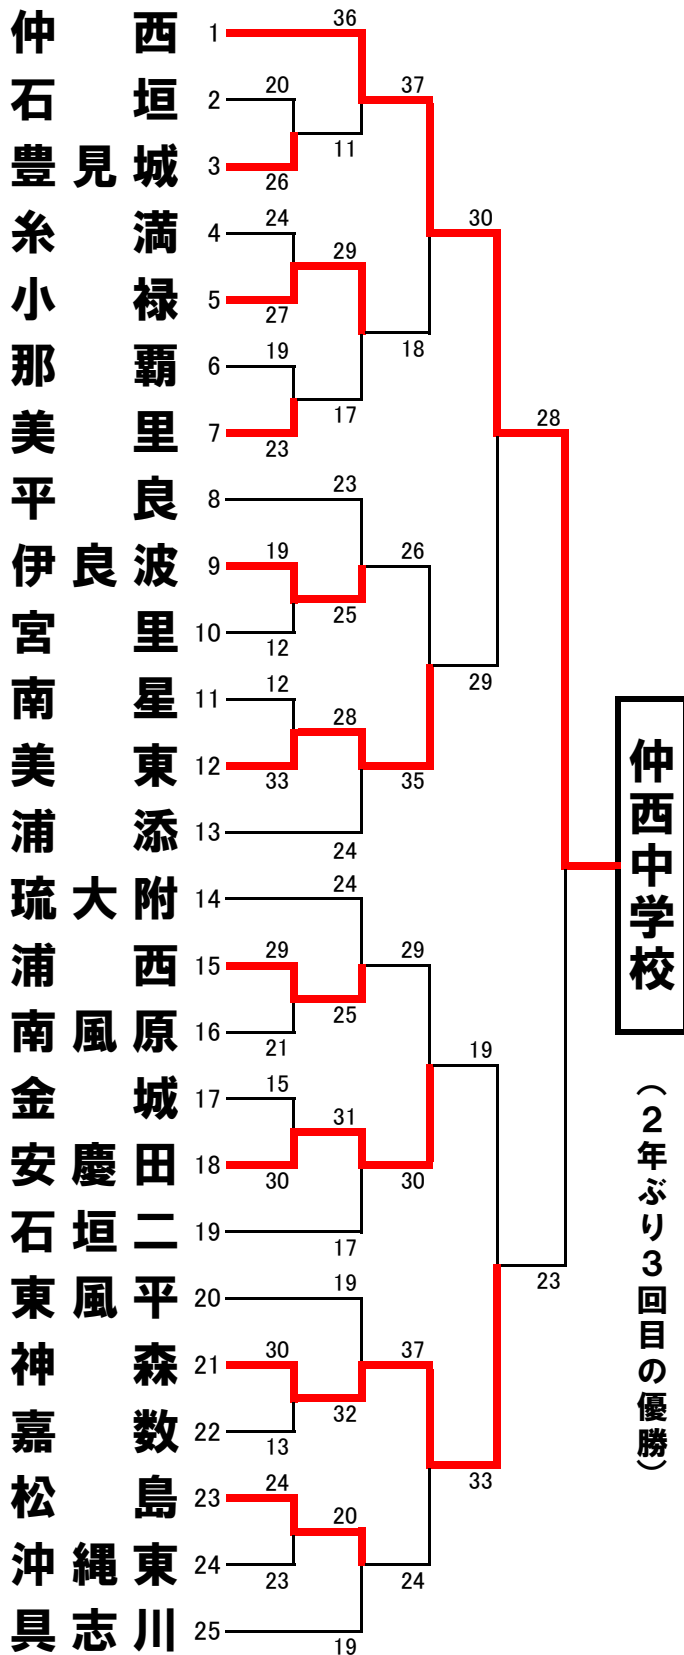 仲西 1
石垣 2
豊見城 3
糸満 4
小禄 5
那覇 6
美里 7
平良 8
伊良波 9
宮里 10
南星 11
美東 12
浦添 13
琉大附 14
浦西 15
南風原 16
金城 17
安慶田 18
石垣二 19
東風平 20
神森 21
嘉数 22
松島 23
沖縄東 24
具志川 25
20
26
24
27
19
23
19
12
12
33
29
21
15
30
30
13
24
23
36
11
29
17
23
25
28
24
24
25
31
17
19
32
20
19
37
18
26
35
29
30
37
24
30
29
19
33
28
23
仲西中学校
（２年ぶり３回目の優勝）